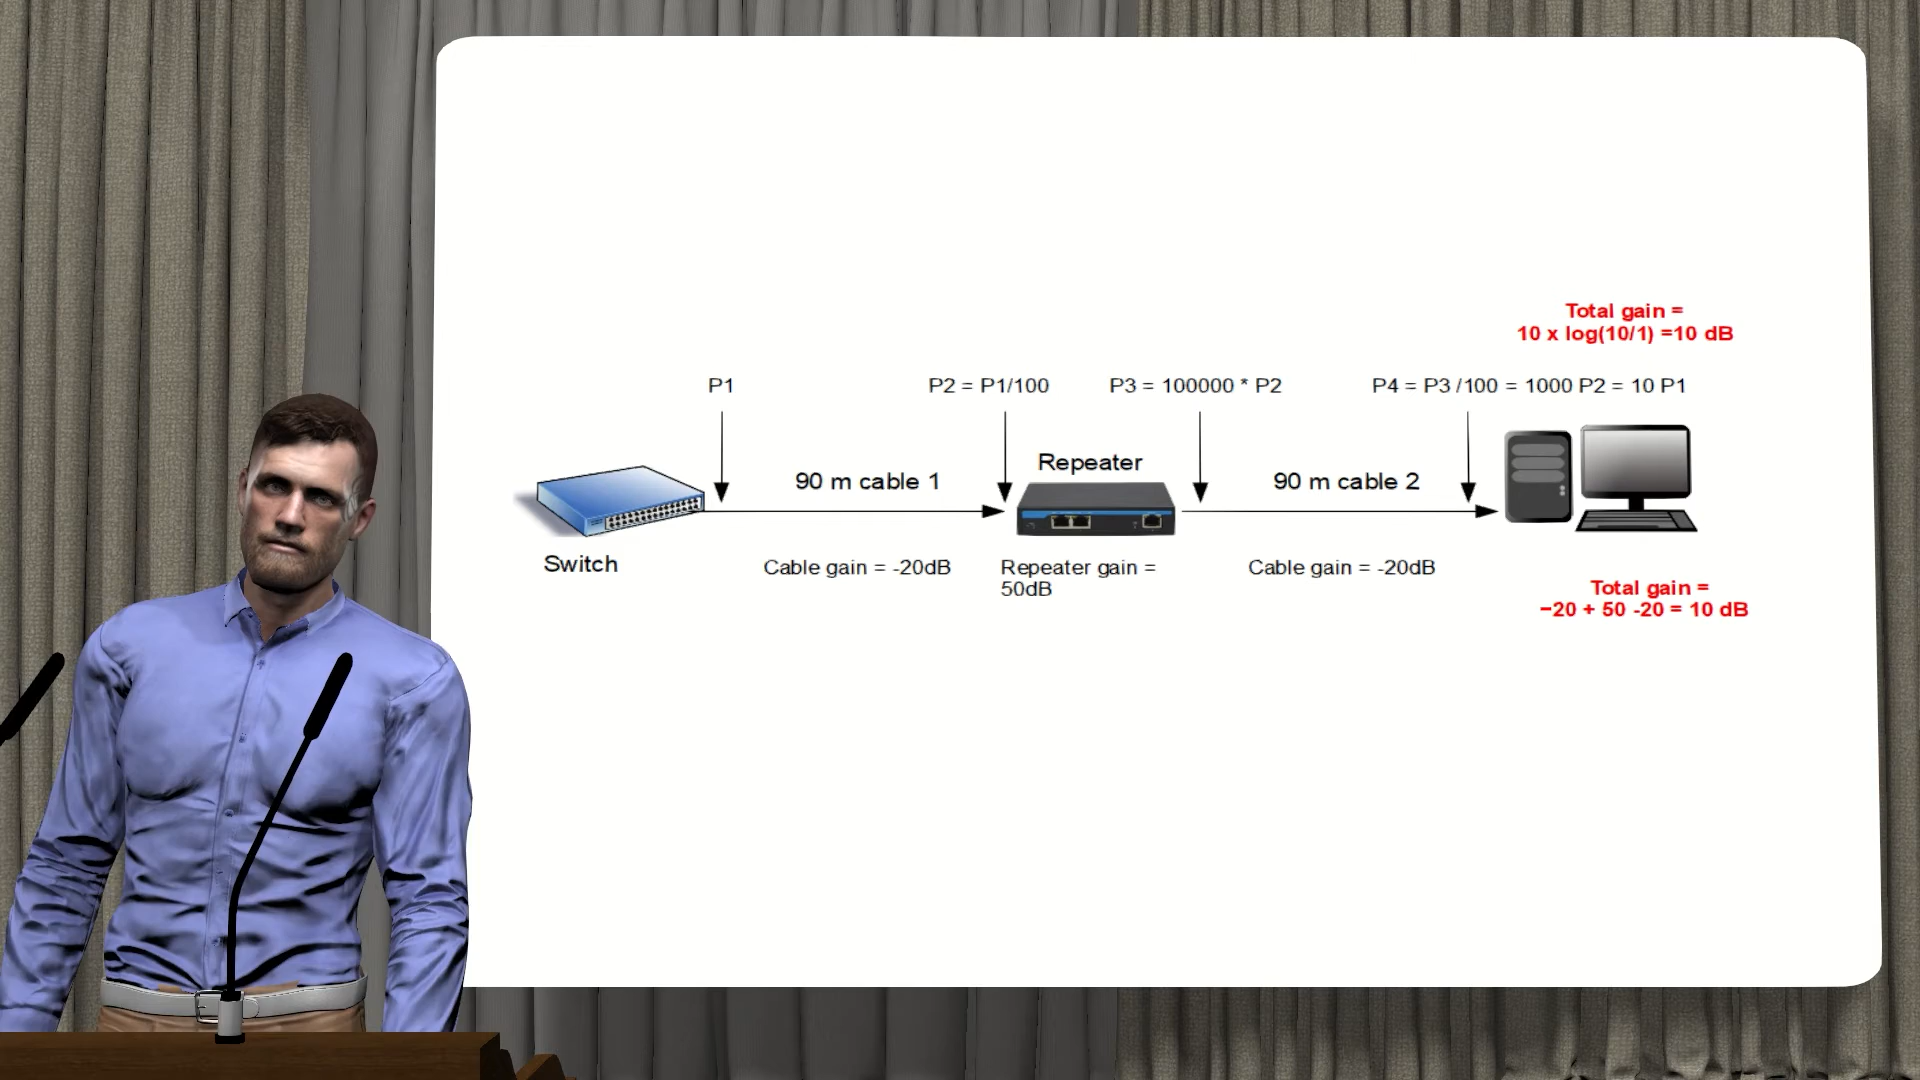 Total gain =
10 x log(10/1) =10 dB
P1
P2 = P1/100
P3 = 100000 * P2
P4 = P3 /100 = 1000 P2 = 10 P1
Repeater
90 m cable 1
90 m cable 2
Switch
Cable gain = -20dB
Repeater gain =
50dB
Cable gain = -20dB
Total gain =
−20 + 50 -20 = 10 dB